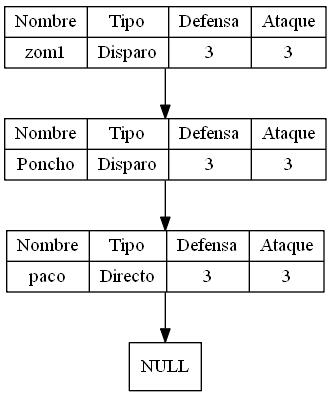 Nombre Tipo Defensa Ataque
zom1 Disparo 3 3
Nombre Tipo Defensa Ataque
Poncho Disparo 3 3
Nombre Tipo Defensa Ataque
paco Directo 3 3
NULL